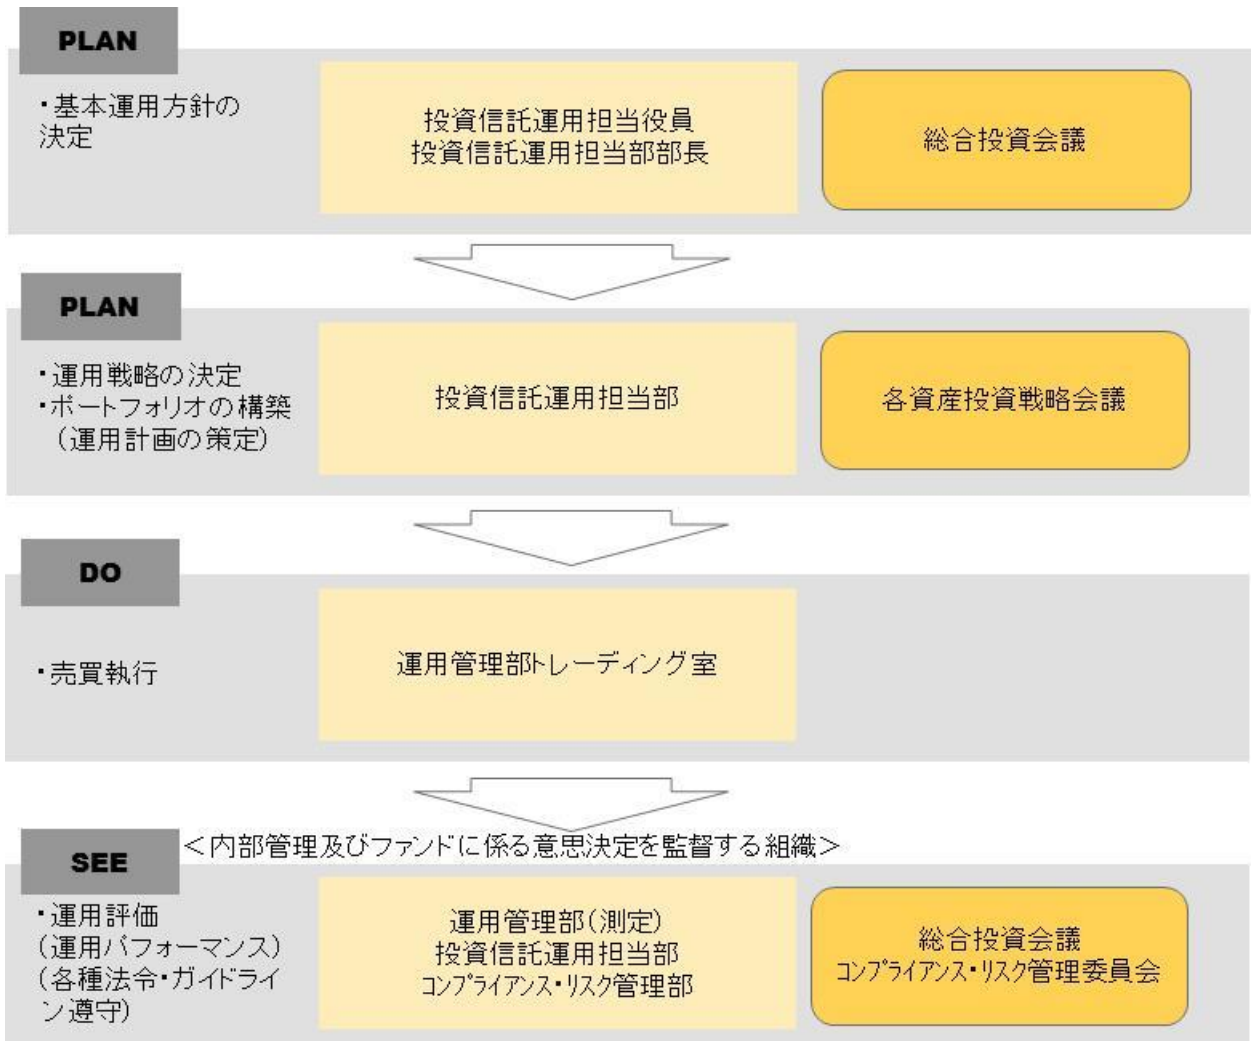 PLAN
・基本運用方針の
決定
投資信託運用担当役員
投資信託運用担当部部長
総合投資会議
PLAN
・運用戦略の決定
・ポートフォリオの構築
(運用計画の策定)
投資信託運用担当部
各資産投資戦略会議
DO
・売買執行
運用管理部トレーディング室
SEE
＜内部管理及びファンドに係る意思決定を監督する組織＞
・運用評価
(運用パフォーマンス)
(各種法令・ガイドライ
ン遵守)
運用管理部(測定)
投資信託運用担当部
コンプライアンス・リスク管理部
総合投資会議
コンプライアンス・リスク管理委員会